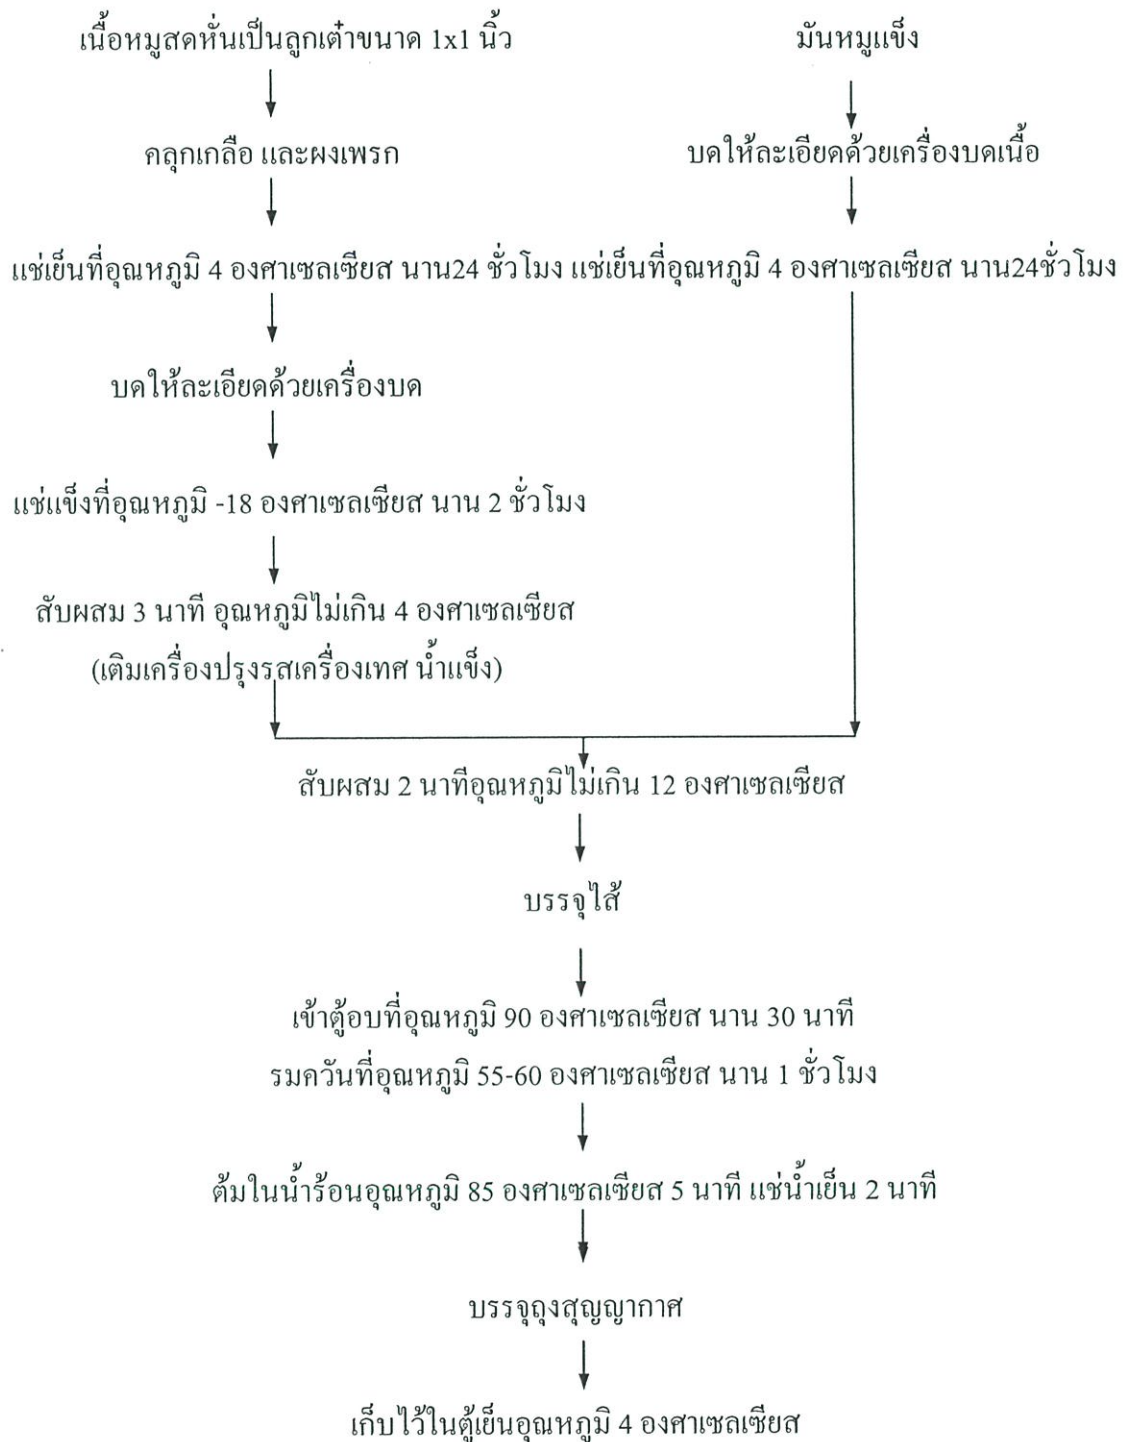 เนื้อหมูสดหั่นเป็นลูกเต๋าขนาด 1x1 นิ้ว
มันหมูแข็ง
คลุกเกลือ และผงเพรก
บดให้ละเอียดด้วยเครื่องบดเนื้อ
แช่เย็นที่อุณหภูมิ 4 องศาเซลเซียส นาน24 ชั่วโมง
แช่เย็นที่อุณหภูมิ 4 องศาเซลเซียส นาน24ชั่วโมง
บดให้ละเอียดด้วยเครื่องบด
แช่แข็งที่อุณหภูมิ -18 องศาเซลเซียส นาน 2 ชั่วโมง
สับผสม 3 นาที อุณหภูมิไม่เกิน 4 องศาเซลเซียส
(เติมเครื่องปรุงรสเครื่องเทศ น้ำแข็ง)
สับผสม 2 นาทีอุณหภูมิไม่เกิน 12 องศาเซลเซียส
บรรจุไส้
เข้าตู้อบที่อุณหภูมิ 90 องศาเซลเซียส นาน 30 นาที
รมควันที่อุณหภูมิ 55-60 องศาเซลเซียส นาน 1 ชั่วโมง
ต้มในน้ำร้อนอุณหภูมิ 85 องศาเซลเซียส 5 นาที แช่น้ำเย็น 2 นาที
บรรจุถุงสุญญากาศ
เก็บไว้ในตู้เย็นอุณหภูมิ 4 องศาเซลเซียส